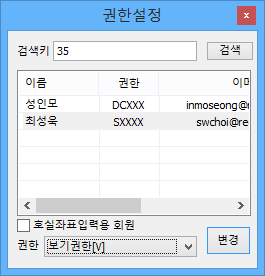 권한설정
검색키 35 검색
이름 권한 이메
성인모 DCXXX inmoseong@
최성욱 SXXXX swchoi@re
호실좌표입력용 회원
권한 보기권한[V] 변경